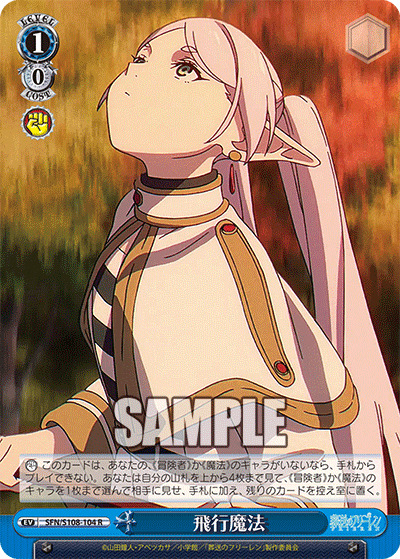 LEVEL
1
0
COST
SAMPLE
このカードは、あなたの、《冒険者》か《魔法》のキャラがいないなら、手札から
プレイできない。あなたは自分の山札を上から4枚まで見て、《冒険者》か《魔法》
のキャラを1枚まで選んで相手に見せ、手札に加え、残りのカードを控え室に置く。
EV
SFN/S108-104 R
飛行魔法
©山田鐘人・アベツカサ/小学館/「葬送のフリーレン」製作委員会